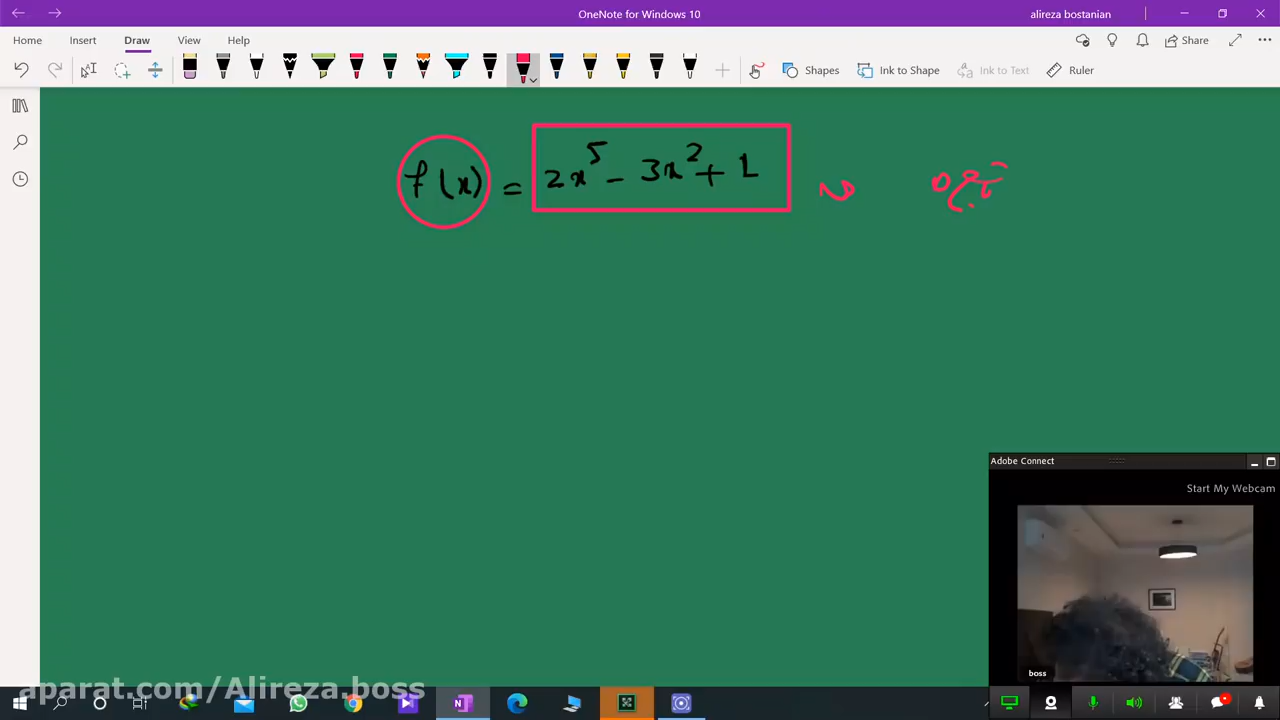 OneNote for Windows 10
alireza bostanian
Home Insert Draw View Help
Share
Shapes Ink to Shape Ink to Text Ruler
f(x) = 2x⁵ - 3x² + 1
Adobe Connect
Start My Webcam
boss
aparat.com/Alireza.boss